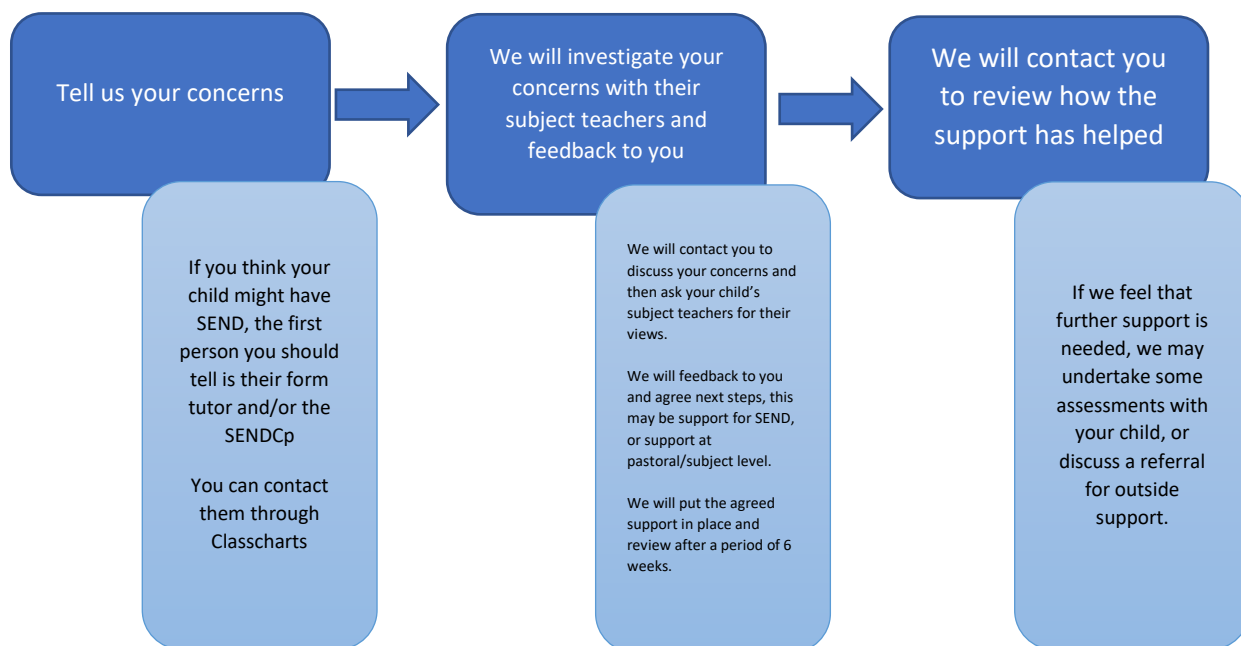 Tell us your concerns
If you think your
child might have
SEND, the first
person you should
tell is their form
tutor and/or the
SENDCp
You can contact
them through
Classcharts
We will investigate your
concerns with their
subject teachers and
feedback to you
We will contact you to
discuss your concerns and
then ask your child’s
subject teachers for their
views.
We will feedback to you
and agree next steps, this
may be support for SEND,
or support at
pastoral/subject level.
We will put the agreed
support in place and
review after a period of 6
weeks.
We will contact you
to review how the
support has helped
If we feel that
further support is
needed, we may
undertake some
assessments with
your child, or
discuss a referral
for outside
support.